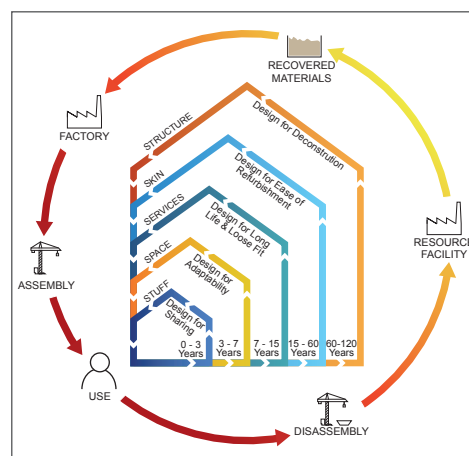 RECOVERED
MATERIALS
FACTORY
ASSEMBLY
USE
DISASSEMBLY
RESOURCE
FACILITY
STRUCTURE
Design for Deconstrution
SKIN
Design for Ease of
Refurbishment
SERVICES
Design for Long
Life & Loose Fit
SPACE
Design for
Adaptability
STUFF
Design for
Sharing
0 - 3
Years
3 - 7
Years
7 - 15
Years
15 - 60
Years
60-120
Years